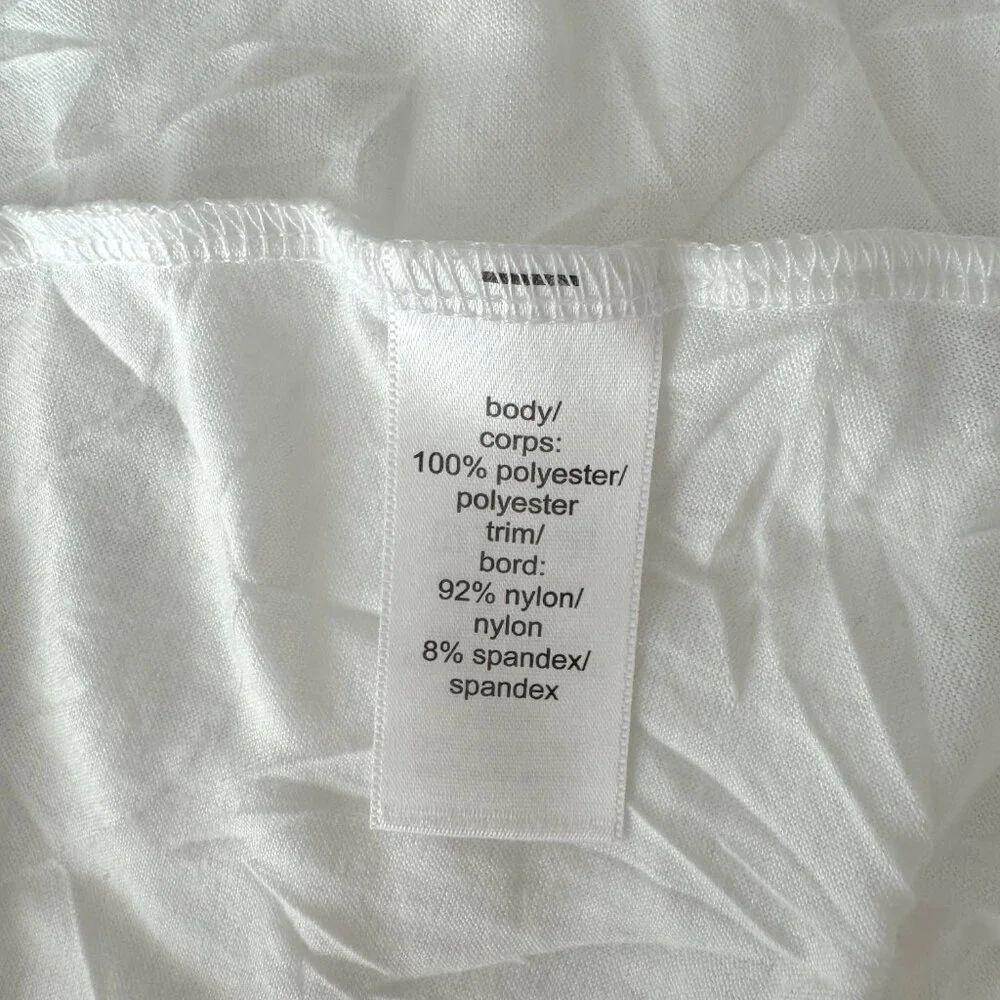 body/
corps:
100% polyester/
polyester
trim/
bord:
92% nylon/
nylon
8% spandex/
spandex